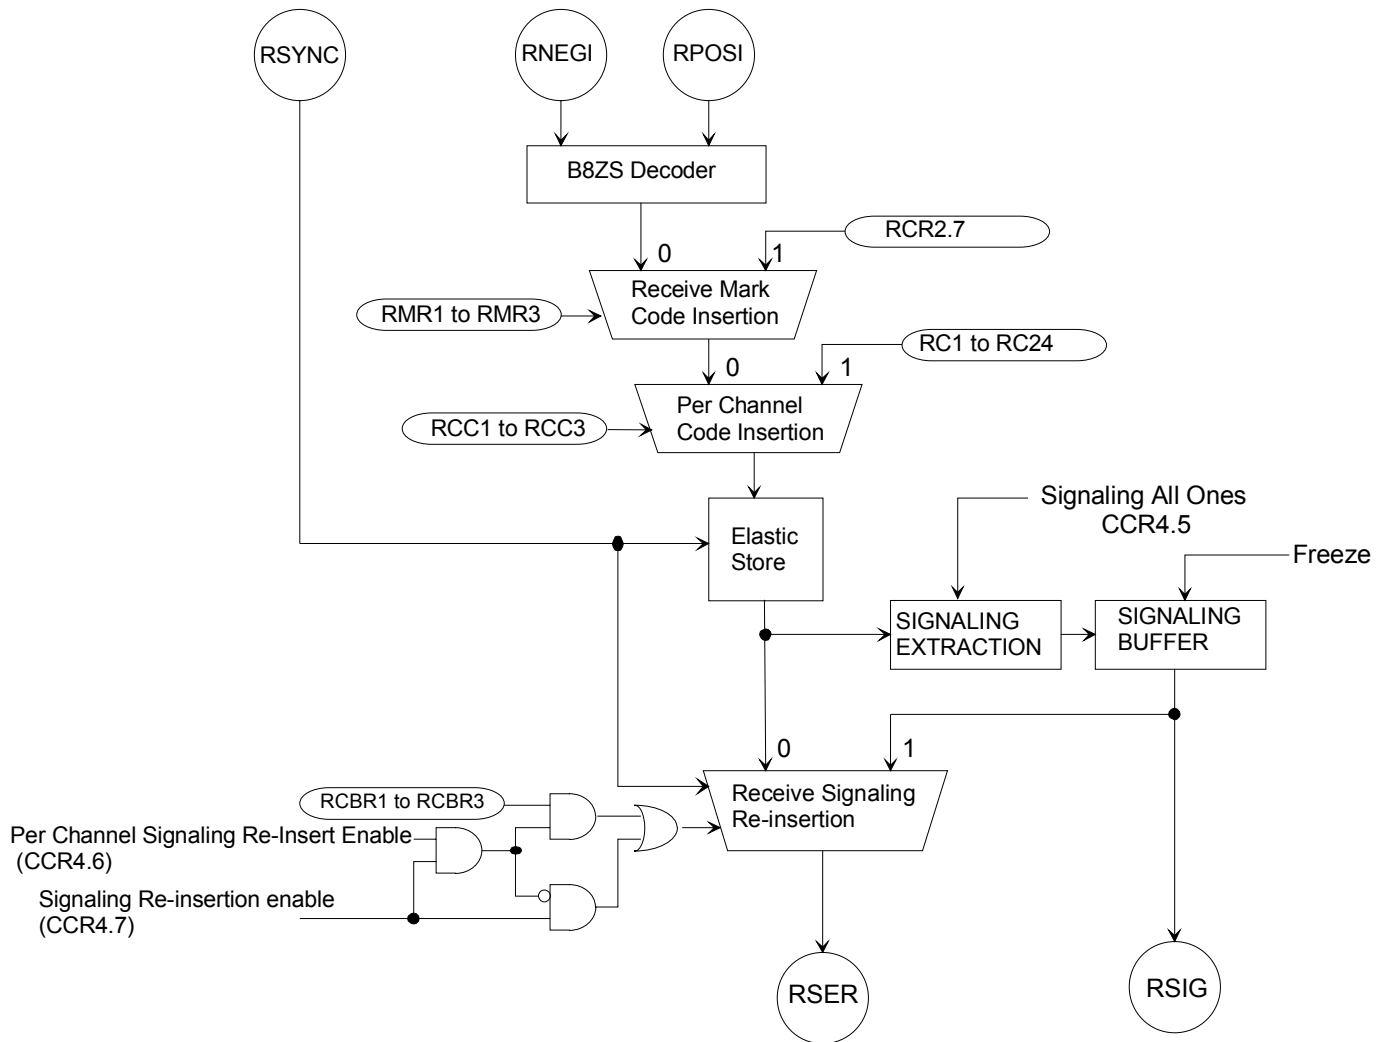 RSYNC
RNEGI
RPOSI
B8ZS Decoder
RCR2.7
0
1
Receive Mark
Code Insertion
RMR1 to RMR3
RC1 to RC24
0
1
Per Channel
Code Insertion
RCC1 to RCC3
Signaling All Ones
CCR4.5
Elastic
Store
Freeze
SIGNALING
EXTRACTION
SIGNALING
BUFFER
0
1
Receive Signaling
Re-insertion
RCBR1 to RCBR3
Per Channel Signaling Re-Insert Enable
(CCR4.6)
Signaling Re-insertion enable
(CCR4.7)
RSER
RSIG